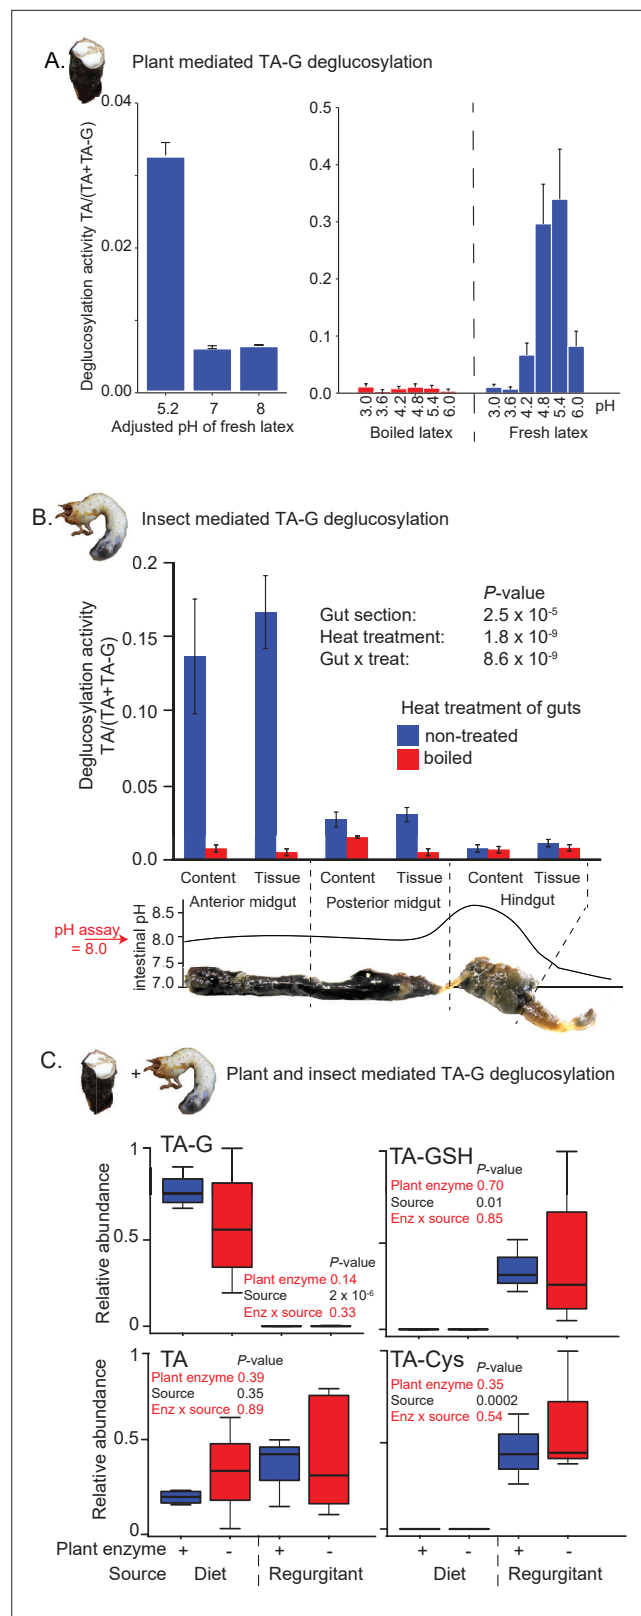 A.
Plant mediated TA-G deglucosylation
Deglucosylation activity TA/(TA+TA-G)
0.04
0.02
0.00
5.2 7 8
Adjusted pH of fresh latex
0.5
0.4
0.3
0.2
0.1
0.0
3.0 3.6 4.2 4.8 5.4 6.0 3.0 3.6 4.2 4.8 5.4 6.0 pH
Boiled latex Fresh latex
B.
Insect mediated TA-G deglucosylation
Deglucosylation activity
TA/(TA+TA-G)
0.2
0.15
0.10
0.05
0.0
P-value
Gut section: 2.5 x 10-5
Heat treatment: 1.8 x 10-9
Gut x treat: 8.6 x 10-9
Heat treatment of guts
non-treated
boiled
Content Tissue Content Tissue Content Tissue
Anterior midgut Posterior midgut Hindgut
pH assay
= 8.0
intestinal pH
8.5
8.0
7.5
7.0
C.
+
Plant and insect mediated TA-G deglucosylation
Relative abundance
1
0.5
0
TA-G
P-value
Plant enzyme 0.14
Source 2 x 10-6
Enz x source 0.33
TA-GSH
P-value
Plant enzyme 0.70
Source 0.01
Enz x source 0.85
Relative abundance
1
0.5
0
TA
P-value
Plant enzyme 0.39
Source 0.35
Enz x source 0.89
TA-Cys
P-value
Plant enzyme 0.35
Source 0.0002
Enz x source 0.54
Plant enzyme + - + - + - + -
Source Diet Regurgitant Diet Regurgitant